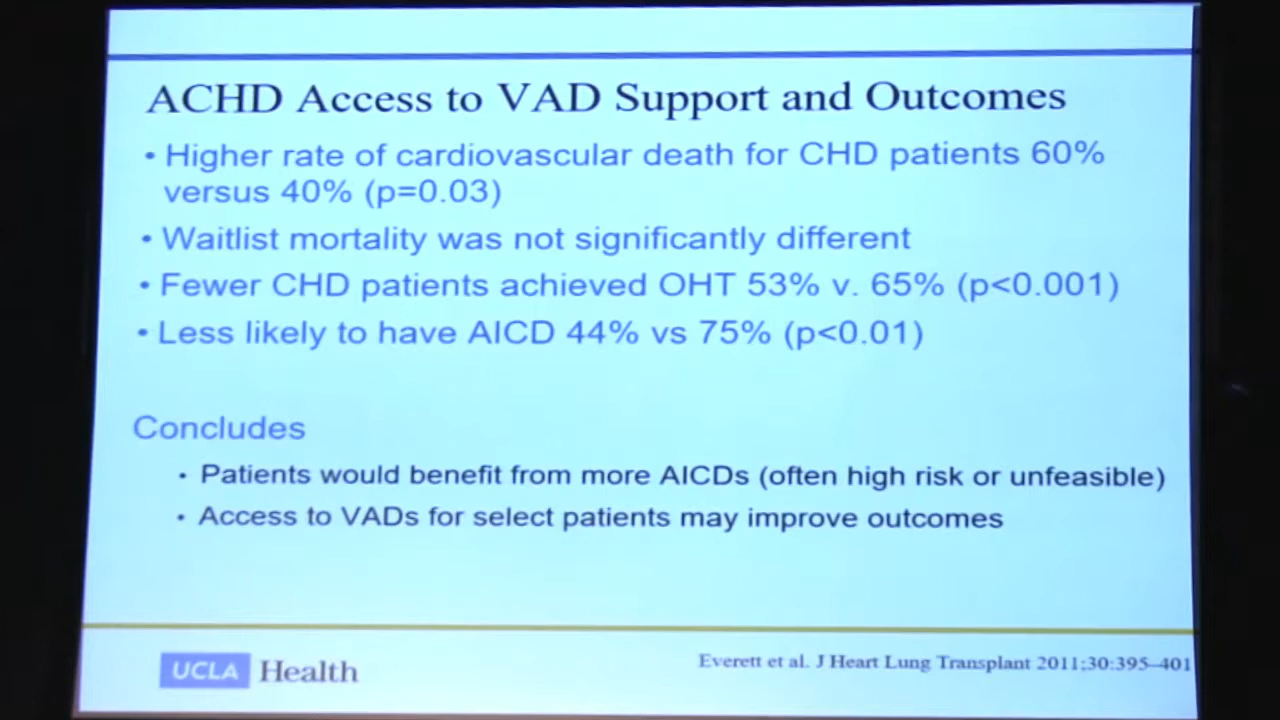 ACHD Access to VAD Support and Outcomes
• Higher rate of cardiovascular death for CHD patients 60%
versus 40% (p=0.03)
• Waitlist mortality was not significantly different
• Fewer CHD patients achieved OHT 53% v. 65% (p<0.001)
• Less likely to have AICD 44% vs 75% (p<0.01)
Concludes
• Patients would benefit from more AICDs (often high risk or unfeasible)
• Access to VADs for select patients may improve outcomes
UCLA Health
Everett et al. J Heart Lung Transplant 2011;30:395–401